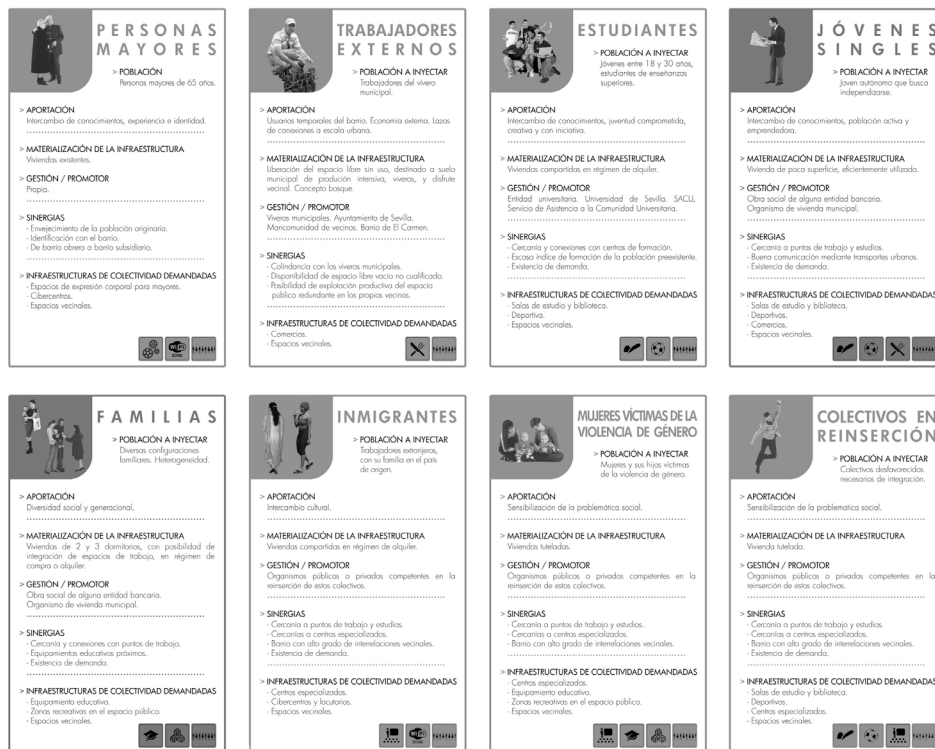 PERSONAS
MAYORES
> POBLACIÓN
Personas mayores de 65 años.
> APORTACIÓN
Intercambio de conocimientos, experiencia e identidad.
> MATERIALIZACIÓN DE LA INFRAESTRUCTURA
Viviendas existentes.
> GESTIÓN / PROMOTOR
Propia.
> SINERGIAS
- Envejecimiento de la población originaria.
- Identificación con el barrio.
- De barrio obrero a barrio subsidiario.
> INFRAESTRUCTURAS DE COLECTIVIDAD DEMANDADAS
- Espacios de expresión corporal para mayores.
- Cibercentros.
- Espacios vecinales.
WiFi
ZONE
TRABAJADORES
EXTERNOS
> POBLACIÓN A INYECTAR
Trabajadores del vivero
municipal.
> APORTACIÓN
Usuarios temporales del barrio. Economía externa. Lazos
de conexiones a escala urbana.
> MATERIALIZACIÓN DE LA INFRAESTRUCTURA
Liberación del espacio libre sin uso, destinado a suelo
municipal de produción intensiva, viveros, y disfrute
vecinal. Concepto bosque.
> GESTIÓN / PROMOTOR
Viveros municipales. Ayuntamiento de Sevilla.
Mancomunidad de vecinos. Barrio de El Carmen.
> SINERGIAS
- Colindancia con los viveros municipales.
- Disponibilidad de espacio libre vacío no cualificado.
- Posibilidad de explotación productiva del espacio
público redundante en los propios vecinos.
> INFRAESTRUCTURAS DE COLECTIVIDAD DEMANDADAS
- Comercios.
- Espacios vecinales.
ESTUDIANTES
> POBLACIÓN A INYECTAR
Jóvenes entre 18 y 30 años,
estudiantes de enseñanzas
superiores.
> APORTACIÓN
Intercambio de conocimientos, juventud comprometida,
creativa y con iniciativa.
> MATERIALIZACIÓN DE LA INFRAESTRUCTURA
Viviendas compartidas en régimen de alquiler.
> GESTIÓN / PROMOTOR
Entidad universitaria. Universidad de Sevilla, SACU,
Servicio de Asistencia a la Comunidad Universitaria.
> SINERGIAS
- Cercanía y conexiones con centros de formación.
- Escaso índice de formación de la población preexistente.
- Existencia de demanda.
> INFRAESTRUCTURAS DE COLECTIVIDAD DEMANDADAS
- Salas de estudio y biblioteca.
- Deportiva.
- Espacios vecinales.
JÓVENES
SINGLES
> POBLACIÓN A INYECTAR
Joven autónomo que busca
independizarse.
> APORTACIÓN
Intercambio de conocimientos, población activa y
emprendedora.
> MATERIALIZACIÓN DE LA INFRAESTRUCTURA
Vivienda de poca superficie, eficientemente utilizada.
> GESTIÓN / PROMOTOR
Obra social de alguna entidad bancaria.
Organismo de vivienda municipal.
> SINERGIAS
- Cercanía a puntos de trabajo y estudios.
- Buena comunicación mediante transportes urbanos.
- Existencia de demanda.
> INFRAESTRUCTURAS DE COLECTIVIDAD DEMANDADAS
- Salas de estudio y biblioteca.
- Deportivas.
- Comercios.
- Espacios vecinales.
FAMILIAS
> POBLACIÓN A INYECTAR
Diversas configuraciones
familiares. Heterogeneidad.
> APORTACIÓN
Diversidad social y generacional.
> MATERIALIZACIÓN DE LA INFRAESTRUCTURA
Viviendas de 2 y 3 dormitorios, con posibilidad de
integración de espacios de trabajo, en régimen de
compra o alquiler.
> GESTIÓN / PROMOTOR
Obra social de alguna entidad bancaria.
Organismo de vivienda municipal.
> SINERGIAS
- Cercanía y conexiones con puntos de trabajo.
- Equipamientos educativos próximos.
- Existencia de demanda.
> INFRAESTRUCTURAS DE COLECTIVIDAD DEMANDADAS
- Equipamiento educativo.
- Zonas recreativas en el espacio público.
- Espacios vecinales.
INMIGRANTES
> POBLACIÓN A INYECTAR
Trabajadores extranjeros,
con su familia en el país
de origen.
> APORTACIÓN
Intercambio cultural.
> MATERIALIZACIÓN DE LA INFRAESTRUCTURA
Viviendas compartidas en régimen de alquiler.
> GESTIÓN / PROMOTOR
Organismos públicos o privados competentes en la
reinserción de estos colectivos.
> SINERGIAS
- Cercanía a puntos de trabajo y estudios.
- Cercanías a centros especializados.
- Barrio con alto grado de interrelaciones vecinales.
- Existencia de demanda.
> INFRAESTRUCTURAS DE COLECTIVIDAD DEMANDADAS
- Centros especializados.
- Cibercentros y locutorios.
- Espacios vecinales.
WiFi
ZONE
MUJERES VÍCTIMAS DE LA
VIOLENCIA DE GÉNERO
> POBLACIÓN A INYECTAR
Mujeres y sus hijos víctimas
de la violencia de género.
> APORTACIÓN
Sensibilización de la problemática social.
> MATERIALIZACIÓN DE LA INFRAESTRUCTURA
Viviendas tuteladas.
> GESTIÓN / PROMOTOR
Organismos públicos o privados competentes en la
reinserción de estos colectivos.
> SINERGIAS
- Cercanía a puntos de trabajo y estudios.
- Cercanías a centros especializados.
- Barrio con alto grado de interrelaciones vecinales.
> INFRAESTRUCTURAS DE COLECTIVIDAD DEMANDADAS
- Centros especializados.
- Equipamiento educativo.
- Zonas recreativas en el espacio público.
- Espacios vecinales.
COLECTIVOS EN
REINSERCIÓN
> POBLACIÓN A INYECTAR
Colectivos desfavorecidos
necesarios de integración.
> APORTACIÓN
Sensibilización de la problematica social.
> MATERIALIZACIÓN DE LA INFRAESTRUCTURA
Vivienda tutelada.
> GESTIÓN / PROMOTOR
Organismos públicos o privados competentes en la
reinserción de estos colectivos.
> SINERGIAS
- Cercanía a puntos de trabajo y estudios.
- Cercanías a centros especializados.
- Barrio con alto grado de interrelaciones vecinales.
- Existencia de demanda.
> INFRAESTRUCTURAS DE COLECTIVIDAD DEMANDADAS
- Salas de estudio y biblioteca.
- Deportivos.
- Centros especializados.
- Espacios vecinales.